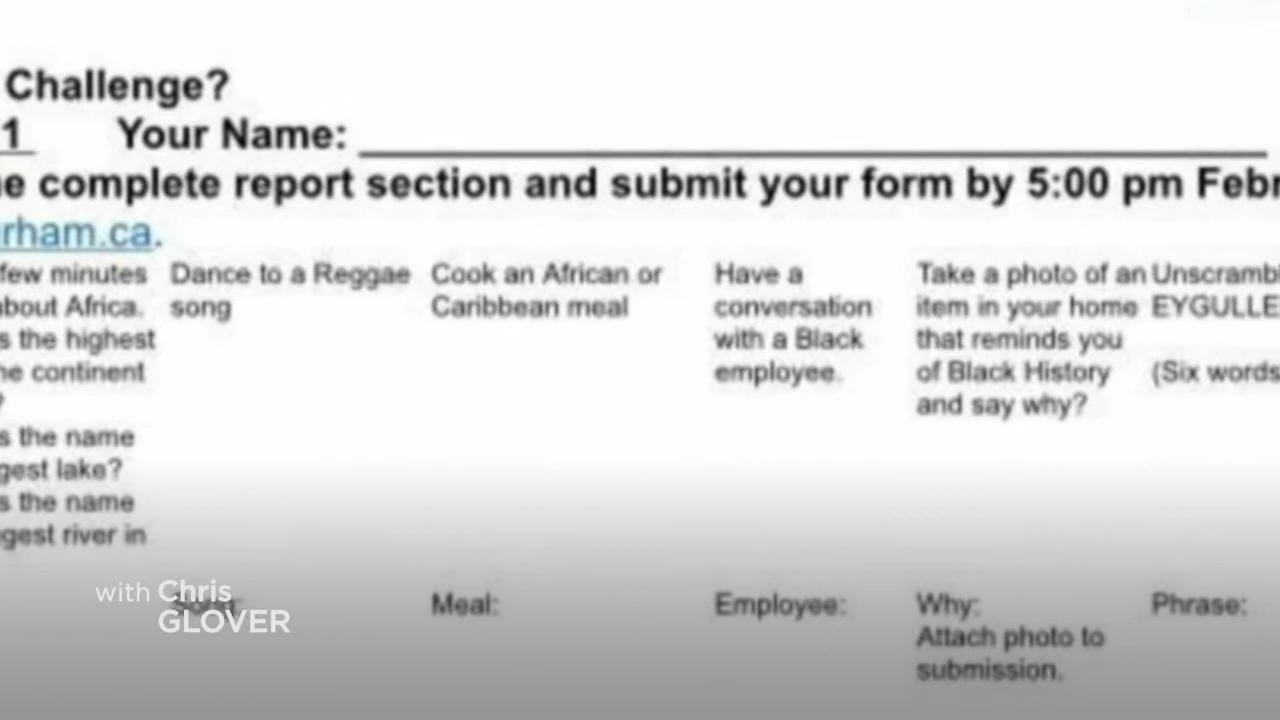 Challenge?
1 Your Name:
e complete report section and submit your form by 5:00 pm Febr
rham.ca.
few minutes
about Africa.
s the highest
he continent
?
s the name
gest lake?
s the name
ggest river in
Dance to a Reggae
song
Song:
Cook an African or
Caribbean meal
Meal:
Have a
conversation
with a Black
employee.
Employee:
Take a photo of an
item in your home
that reminds you
of Black History
and say why?
Why:
Attach photo to
submission.
Unscrambl
EYGULLE
(Six words
Phrase:
with Chris
GLOVER